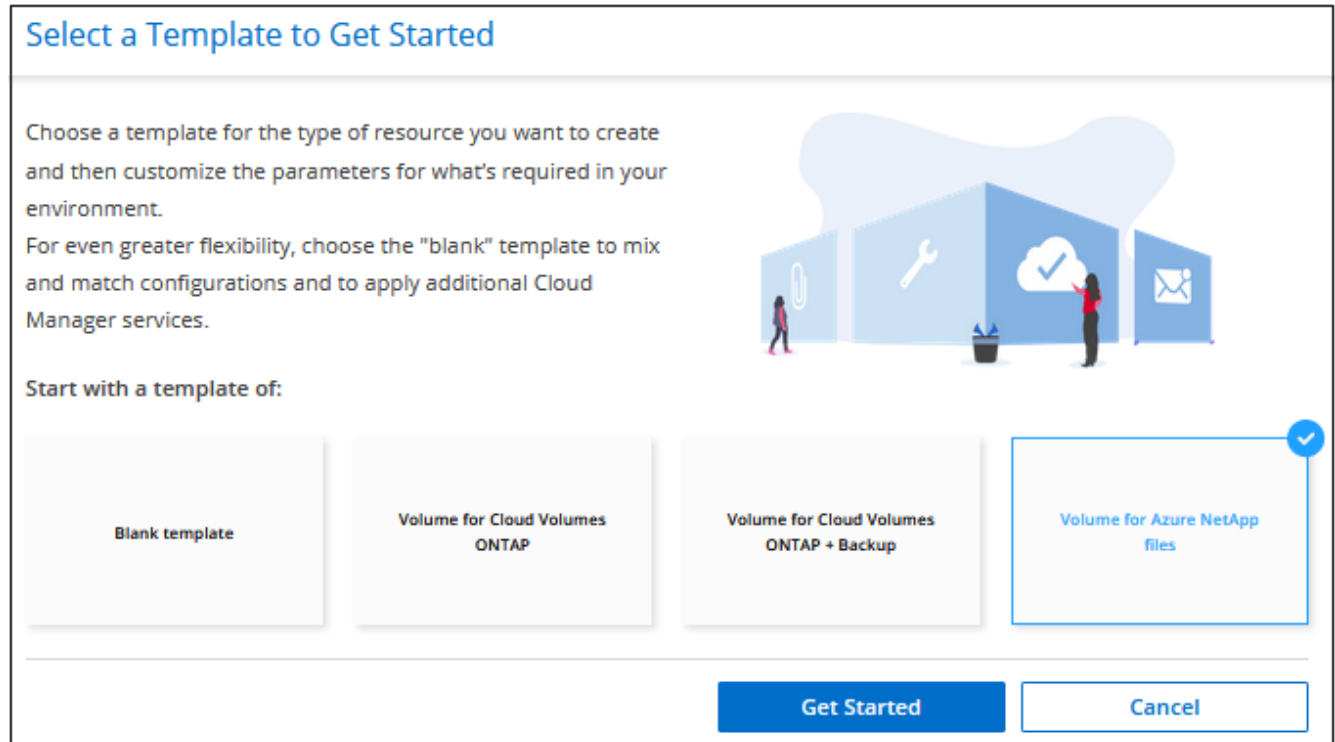 Select a Template to Get Started
Choose a template for the type of resource you want to create
and then customize the parameters for what's required in your
environment.
For even greater flexibility, choose the "blank" template to mix
and match configurations and to apply additional Cloud
Manager services.
Start with a template of:
Blank template
Volume for Cloud Volumes
ONTAP
Volume for Cloud Volumes
ONTAP + Backup
Volume for Azure NetApp
files
Get Started
Cancel